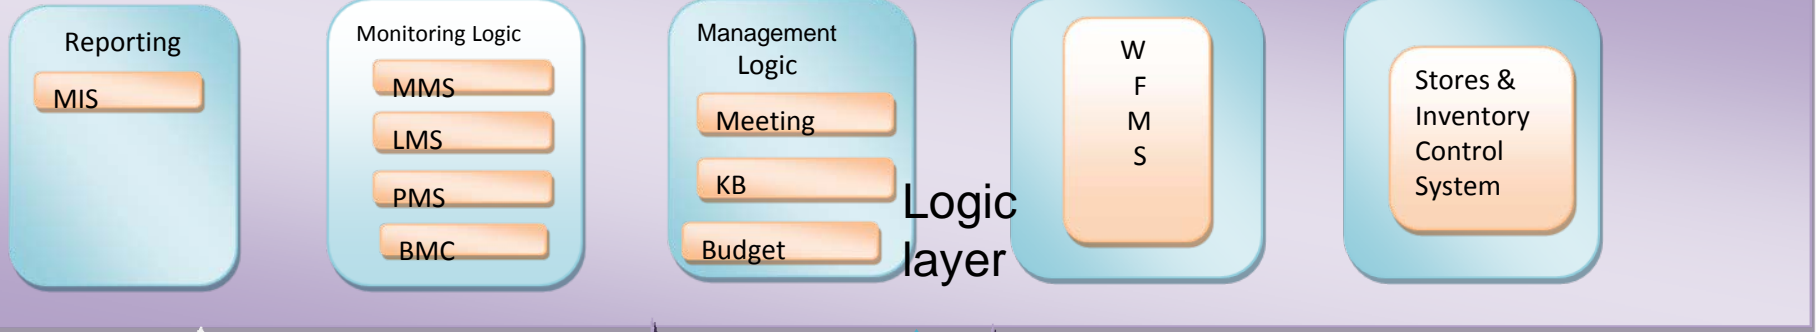 Reporting
MIS
Monitoring Logic
MMS
LMS
PMS
BMC
Management
Logic
Meeting
KB
Budget
Logic
layer
W
F
M
S
Stores &
Inventory
Control
System